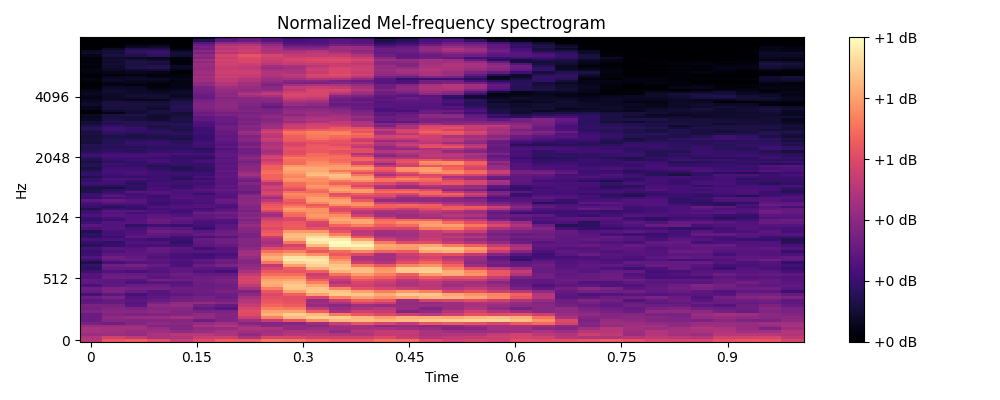 Normalized Mel-frequency spectrogram
Hz
4096
2048
1024
512
0
0 0.15 0.3 0.45 0.6 0.75 0.9
Time
+1 dB
+1 dB
+1 dB
+0 dB
+0 dB
+0 dB